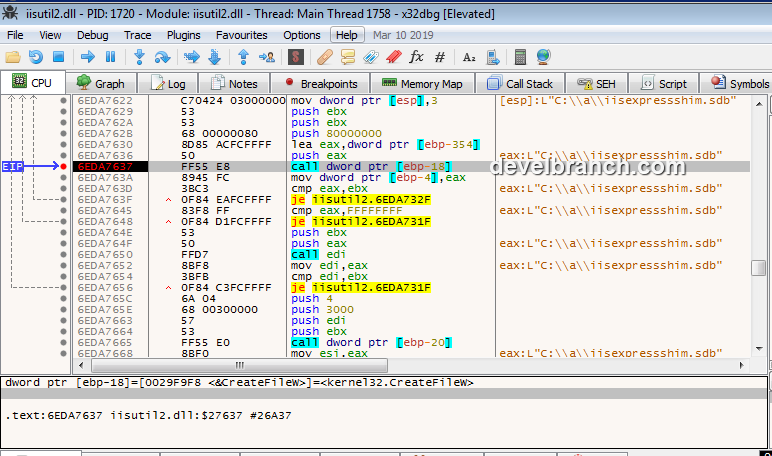 iisutil2.dll - PID: 1720 - Module: iisutil2.dll - Thread: Main Thread 1758 - x32dbg [Elevated]
File View Debug Trace Plugins Favourites Options Help Mar 10 2019
CPU Graph Log Notes Breakpoints Memory Map Call Stack SEH Script Symbols
6EDA7622 C70424 03000000 mov dword ptr [esp],3 [esp]:L"C:\\a\\iisexpressshim.sdb"
6EDA7629 53 push ebx
6EDA762A 53 push ebx
6EDA762B 68 00000080 push 80000000
6EDA7630 8D85 ACFCFFFF lea eax,dword ptr [ebp-354]
6EDA7636 50 push eax eax:L"C:\\a\\iisexpressshim.sdb"
EIP 6EDA7637 FF55 E8 call dword ptr [ebp-18]
develbranch.com
6EDA763A 8945 FC mov dword ptr [ebp-4],eax
6EDA763D 3BC3 cmp eax,ebx eax:L"C:\\a\\iisexpressshim.sdb"
6EDA763F 0F84 EAFCFFFF je iisutil2.6EDA732F
6EDA7645 83F8 FF cmp eax,FFFFFFFF eax:L"C:\\a\\iisexpressshim.sdb"
6EDA7648 0F84 D1FCFFFF je iisutil2.6EDA731F
6EDA764E 53 push ebx
6EDA764F 50 push eax eax:L"C:\\a\\iisexpressshim.sdb"
6EDA7650 FFD7 call edi
6EDA7652 8BF8 mov edi,eax eax:L"C:\\a\\iisexpressshim.sdb"
6EDA7654 3BFB cmp edi,ebx
6EDA7656 0F84 C3FCFFFF je iisutil2.6EDA731F
6EDA765C 6A 04 push 4
6EDA765E 68 00300000 push 3000
6EDA7663 57 push edi
6EDA7664 53 push ebx
6EDA7665 FF55 E0 call dword ptr [ebp-20]
6EDA7668 8BF0 mov esi,eax eax:L"C:\\a\\iisexpressshim.sdb"
dword ptr [ebp-18]=[0029F9F8 <&CreateFileW>]=<kernel32.CreateFileW>
.text:6EDA7637 iisutil2.dll:$27637 #26A37